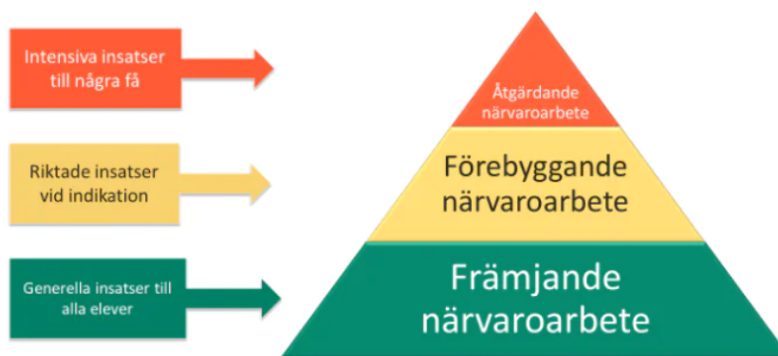 Intensiva insatser
till några få
Åtgärdande
närvaroarbete
Riktade insatser
vid indikation
Förebyggande
närvaroarbete
Generella insatser till
alla elever
Främjande
närvaroarbete